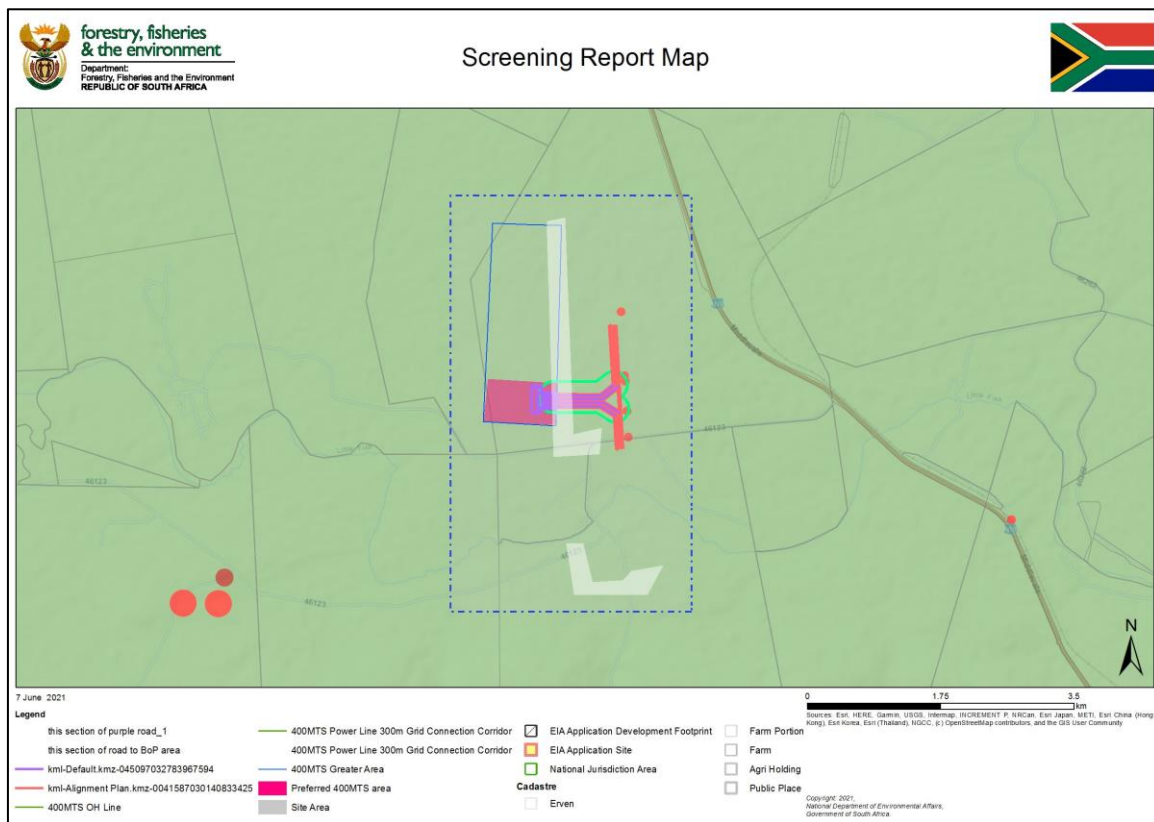 forestry, fisheries
& the environment
Department:
Forestry, Fisheries and the Environment
REPUBLIC OF SOUTH AFRICA
Screening Report Map
46123
46123
46123
46123
N
7 June 2021
0 1.75 3.5
km
Legend
this section of purple road_1
this section of road to BoP area
kml-Default.kmz-045097032783967594
kml-Alignment Plan.kmz-0041587030140833425
400MTS OH Line
400MTS Power Line 300m Grid Connection Corridor
400MTS Power Line 300m Grid Connection Corridor
400MTS Greater Area
Preferred 400MTS area
Site Area
EIA Application Development Footprint
EIA Application Site
National Jurisdiction Area
Cadastre
Erven
Farm Portion
Farm
Agri Holding
Public Place
Sources: Esri, HERE, Garmin, USGS, Intermap, INCREMENT P, NRCan, Esri Japan, METI, Esri China (Hong
Kong), Esri Korea, Esri (Thailand), NGCC, (c) OpenStreetMap contributors, and the GIS User Community
Copyright: 2021,
National Department of Environmental Affairs,
Government of South Africa.